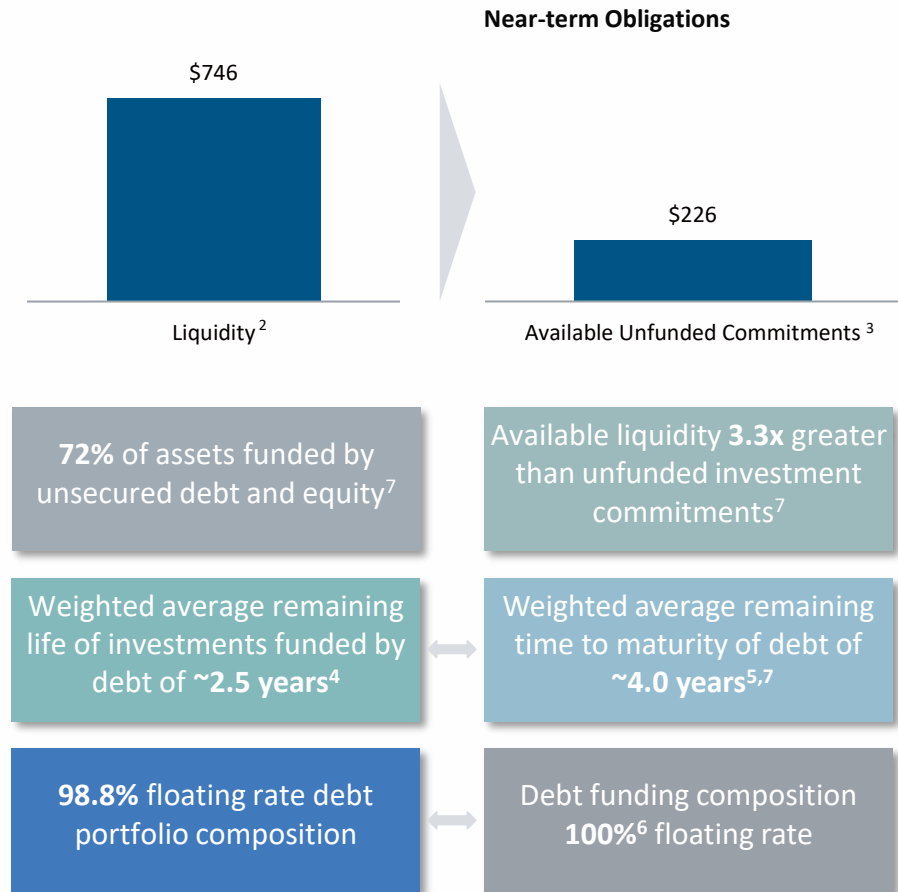 Near-term Obligations
$746
$226
Liquidity 2
Available Unfunded Commitments 3
72% of assets funded by
unsecured debt and equity7
Available liquidity 3.3x greater
than unfunded investment
commitments7
Weighted average remaining
life of investments funded by
debt of ~2.5 years4
Weighted average remaining
time to maturity of debt of
~4.0 years5,7
98.8% floating rate debt
portfolio composition
Debt funding composition
100%6 floating rate